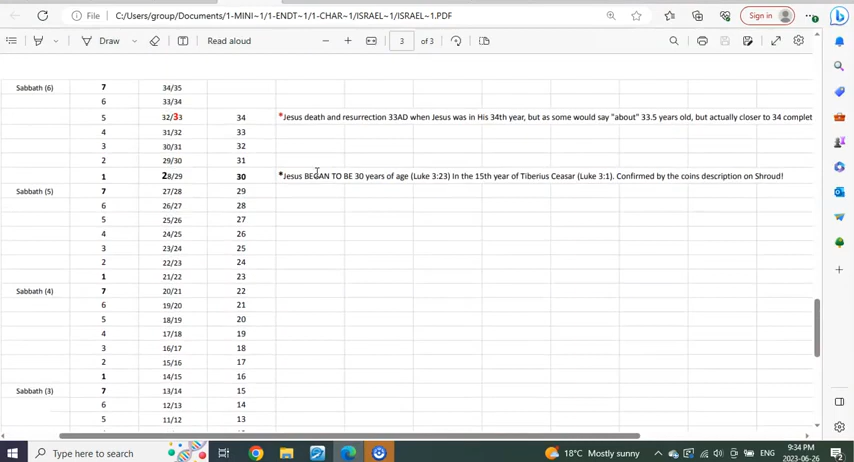 C:/Users/group/Documents/1-MINI~1/1-ENDT~1/1-CHAR~1/ISRAEL~1/ISRAEL~1.PDF
Sign in
Draw
Read aloud
3 of 3
Sabbath (6) 7 34/35
6 33/34
5 32/33 34 *Jesus death and resurrection 33AD when Jesus was in His 34th year, but as some would say "about" 33.5 years old, but actually closer to 34 complet
4 31/32 33
3 30/31 32
2 29/30 31
1 28/29 30 *Jesus BEGAN TO BE 30 years of age (Luke 3:23) In the 15th year of Tiberius Ceasar (Luke 3:1). Confirmed by the coins description on Shroud!
Sabbath (5) 7 27/28 29
6 26/27 28
5 25/26 27
4 24/25 26
3 23/24 25
2 22/23 24
1 21/22 23
Sabbath (4) 7 20/21 22
6 19/20 21
5 18/19 20
4 17/18 19
3 16/17 18
2 15/16 17
1 14/15 16
Sabbath (3) 7 13/14 15
6 12/13 14
5 11/12 13
Type here to search
18°C Mostly sunny
ENG
9:34 PM
2023-06-26